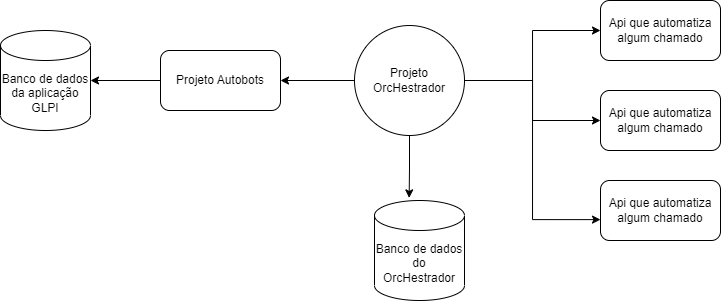 Banco de dados
da aplicação
GLPI
Projeto Autobots
Projeto
OrcHestrador
Api que automatiza
algum chamado
Api que automatiza
algum chamado
Api que automatiza
algum chamado
Banco de dados
do
OrcHestrador